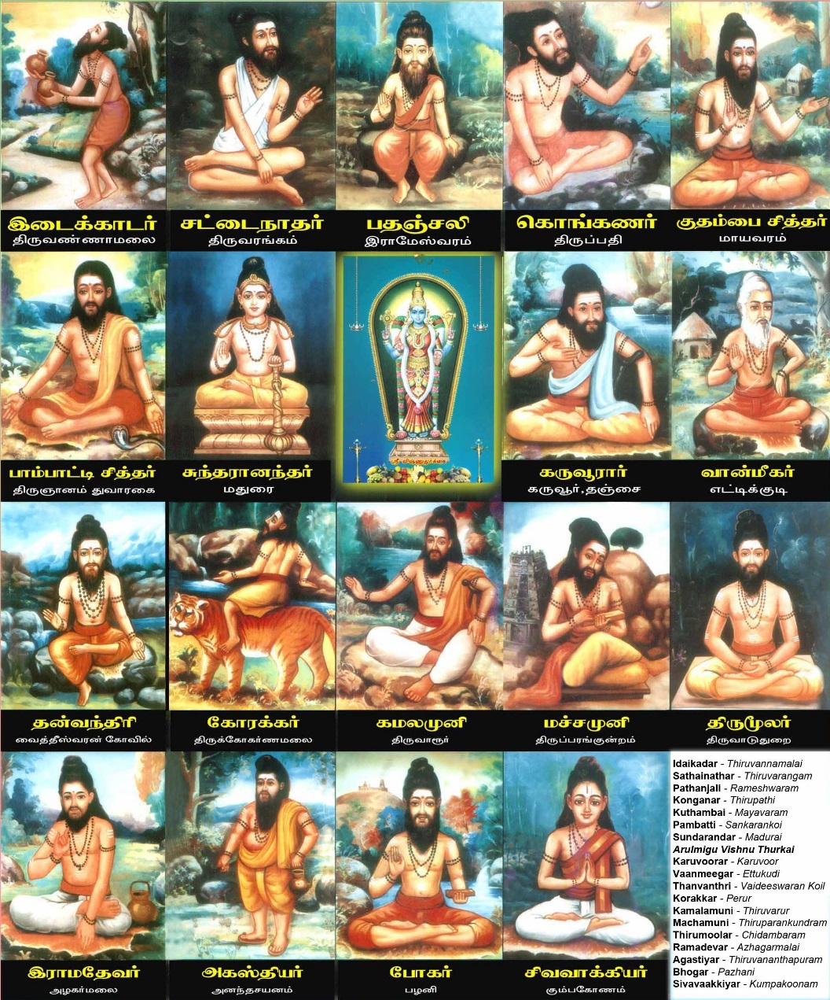 இடைக்காடர்
திருவண்ணாமலை
சட்டைநாதர்
திருவரங்கம்
பதஞ்சலி
இராமேஸ்வரம்
கொங்கணர்
திருப்பதி
குதம்பை சித்தர்
மாயவரம்
பாம்பாட்டி சித்தர்
திருஞானம் துவாரகை
சுந்தரானந்தர்
மதுரை
ஸ்ரீ விஷ்ணுதுர்க்கை
கருவூரார்
கருவூர்,தஞ்சை
வான்மீகர்
எட்டிக்குடி
தன்வந்திரி
வைத்தீஸ்வரன் கோவில்
கோரக்கர்
திருக்கோகர்ணமலை
கமலமுனி
திருவாரூர்
மச்சமுனி
திருப்பரங்குன்றம்
திருமூலர்
திருவாடுதுறை
இராமதேவர்
அழகர்மலை
அகஸ்தியர்
அனந்தசயனம்
போகர்
பழனி
சிவவாக்கியர்
கும்பகோணம்
Idaikadar - Thiruvannamalai
Sathainathar - Thiruvarangam
Pathanjali - Rameshwaram
Konganar - Thirupathi
Kuthambai - Mayavaram
Pambatti - Sankarankoi
Sundarandar - Madurai
Arulmigu Vishnu Thurkai
Karuvoorar - Karuvoor
Vaanmeegar - Ettukudi
Thanvanthri - Vaideeswaran Koil
Korakkar - Perur
Kamalamuni - Thiruvarur
Machamuni - Thiruparankundram
Thirumoolar - Chidambaram
Ramadevar - Azhagarmalai
Agastiyar - Thiruvananthapuram
Bhogar - Pazhani
Sivavaakkiyar - Kumpakoonam